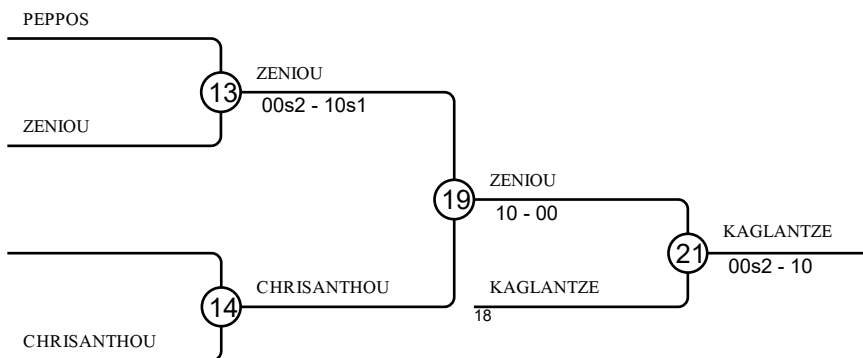 PEPPOS
13
ZENIOU
00s2 - 10s1
ZENIOU
19
ZENIOU
10 - 00
21
KAGLANTZE
00s2 - 10
14
CHRISANTHOU
KAGLANTZE
18
CHRISANTHOU